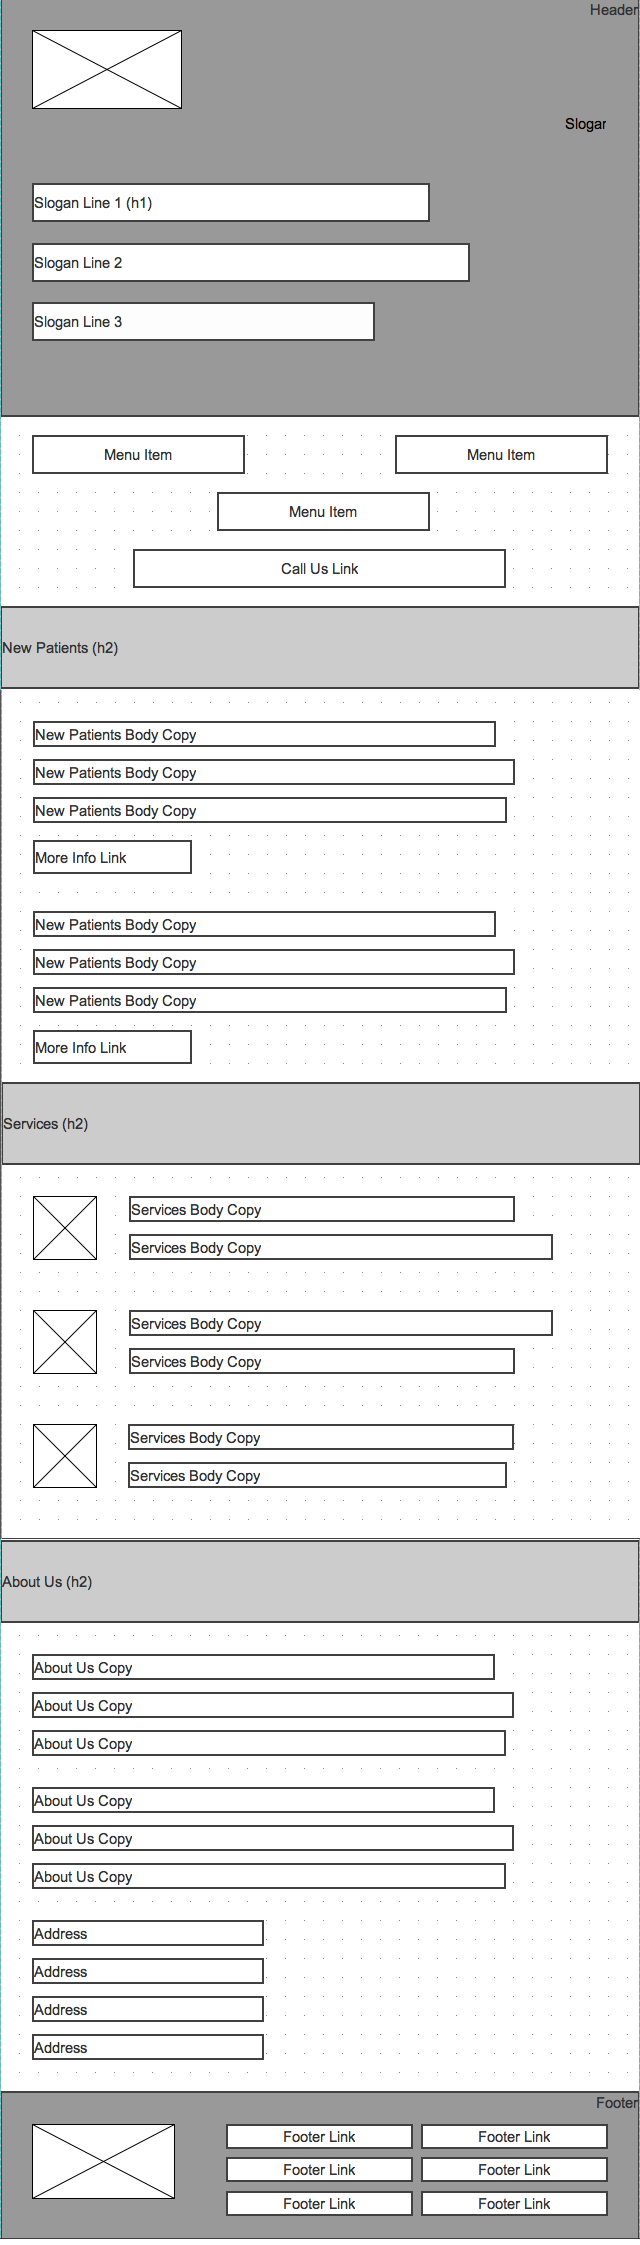 Header
Slogar
Slogan Line 1 (h1)
Slogan Line 2
Slogan Line 3
Menu Item
Menu Item
Menu Item
Call Us Link
New Patients (h2)
New Patients Body Copy
New Patients Body Copy
New Patients Body Copy
More Info Link
New Patients Body Copy
New Patients Body Copy
New Patients Body Copy
More Info Link
Services (h2)
Services Body Copy
Services Body Copy
Services Body Copy
Services Body Copy
Services Body Copy
Services Body Copy
About Us (h2)
About Us Copy
About Us Copy
About Us Copy
About Us Copy
About Us Copy
About Us Copy
Address
Address
Address
Address
Footer
Footer Link
Footer Link
Footer Link
Footer Link
Footer Link
Footer Link